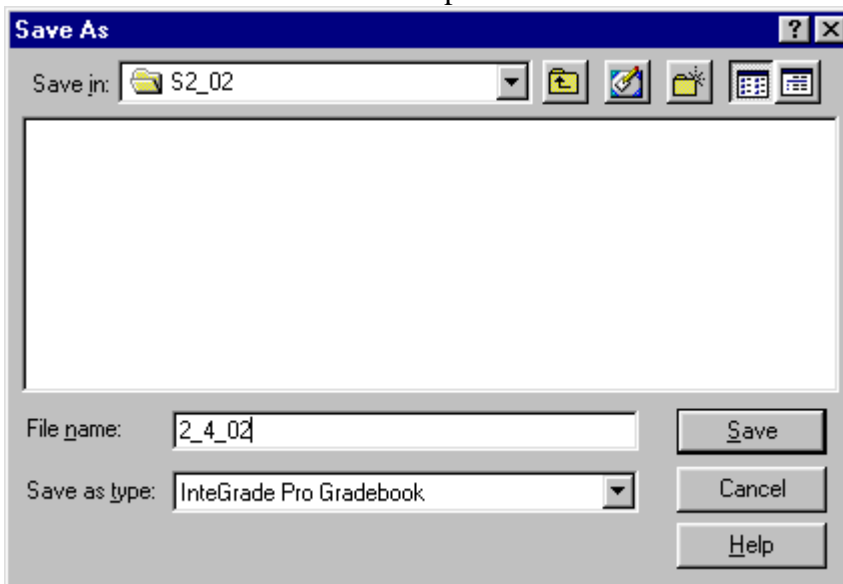 Save As
Save in: S2_02
File name: 2_4_02
Save
Save as type: InteGrade Pro Gradebook
Cancel
Help